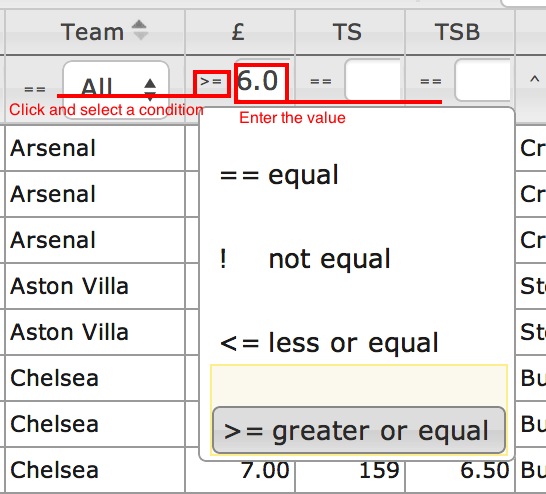 Team £ TS TSB
== All >= 6.0 == == ^
Click and select a condition Enter the value
Arsenal Cr
== equal
Arsenal Cr
Arsenal Cr
! not equal
Aston Villa St
Aston Villa St
<= less or equal
Chelsea Bu
Chelsea Bu
>= greater or equal
Chelsea 7.00 159 6.50 Bu